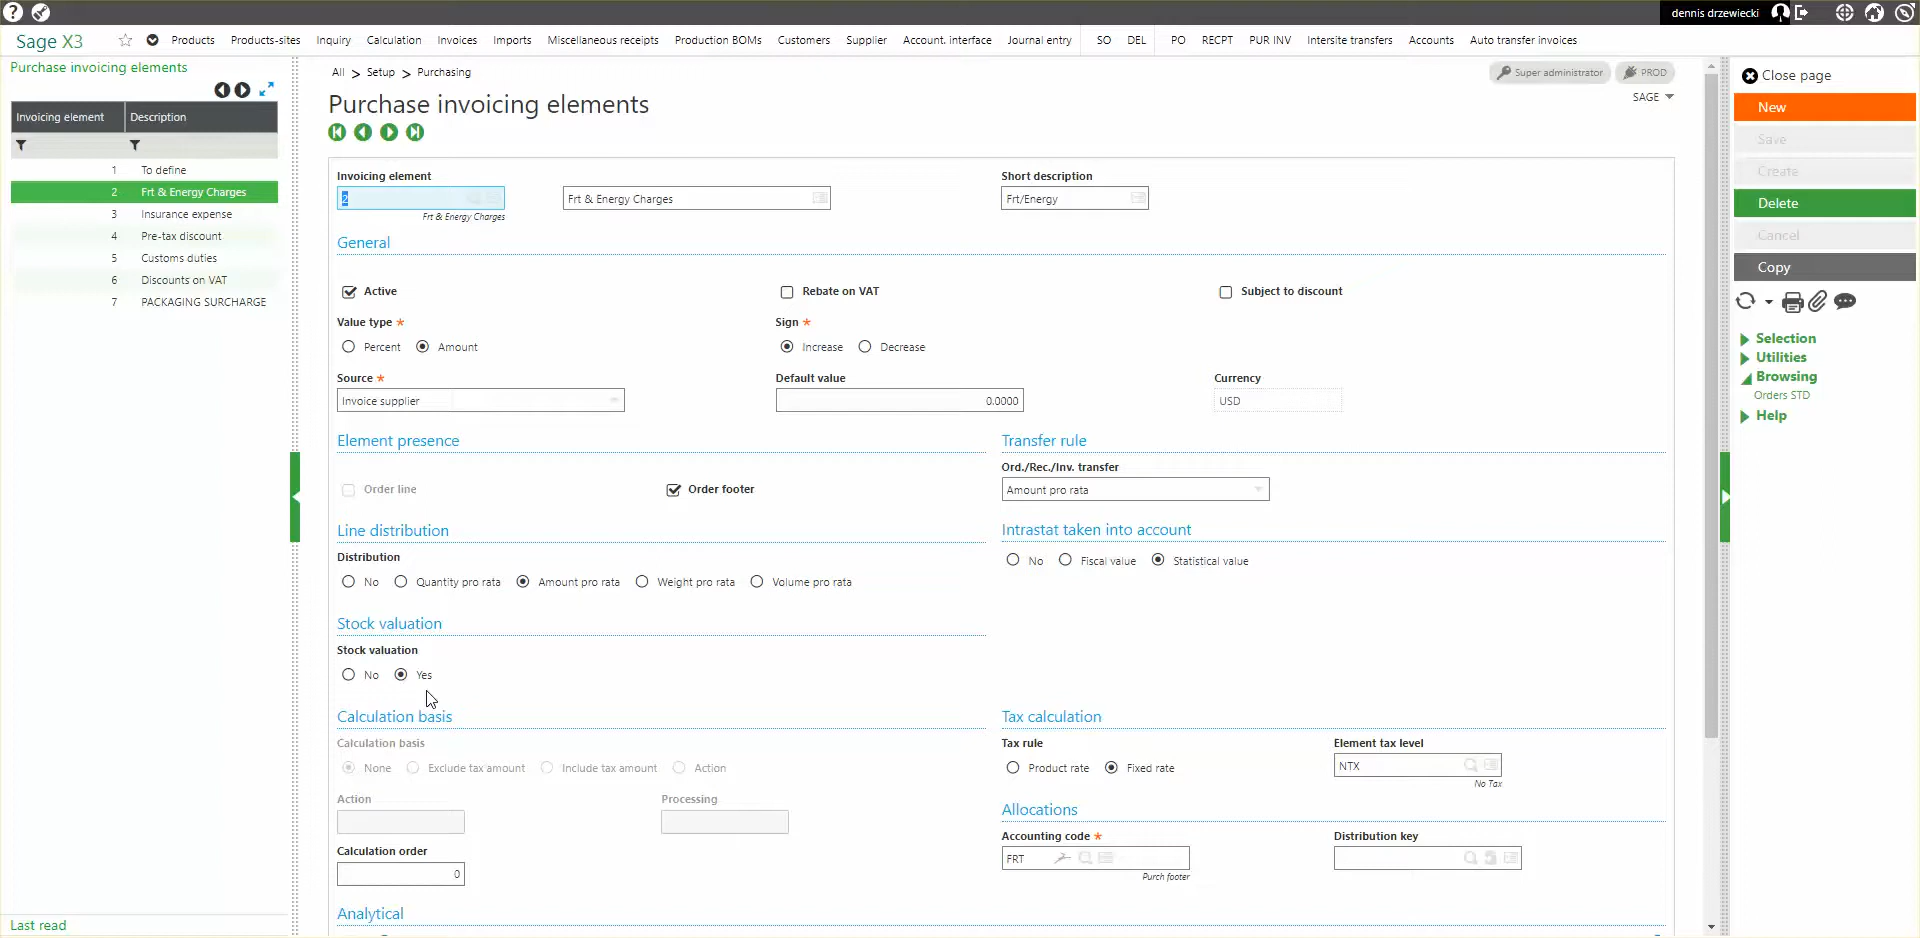 dennis drzewiecki
Sage X3
Products Products-sites Inquiry Calculation Invoices Imports Miscellaneous receipts Production BOMs Customers Supplier Account. interface Journal entry SO DEL PO RECPT PUR INV Intersite transfers Accounts Auto transfer invoices
Purchase invoicing elements
Invoicing element Description
1 To define
2 Frt & Energy Charges
3 Insurance expense
4 Pre-tax discount
5 Customs duties
6 Discounts on VAT
7 PACKAGING SURCHARGE
Last read
All > Setup > Purchasing
Super administrator PROD
SAGE
Purchase invoicing elements
Invoicing element Short description
2 Frt & Energy Charges Frt/Energy
Frt & Energy Charges
General
Active Rebate on VAT Subject to discount
Value type * Sign *
Percent Amount Increase Decrease
Source * Default value Currency
Invoice supplier 0.0000 USD
Element presence Transfer rule
Ord./Rec./Inv. transfer
Order line Order footer Amount pro rata
Line distribution Intrastat taken into account
Distribution
No Fiscal value Statistical value
No Quantity pro rata Amount pro rata Weight pro rata Volume pro rata
Stock valuation
Stock valuation
No Yes
Calculation basis Tax calculation
Calculation basis Tax rule Element tax level
None Exclude tax amount Include tax amount Action Product rate Fixed rate NTX
No Tax
Action Processing Allocations
Accounting code * Distribution key
Calculation order FRT
0 Purch footer
Analytical
Close page
New
Save
Create
Delete
Cancel
Copy
Selection
Utilities
Browsing
Orders STD
Help